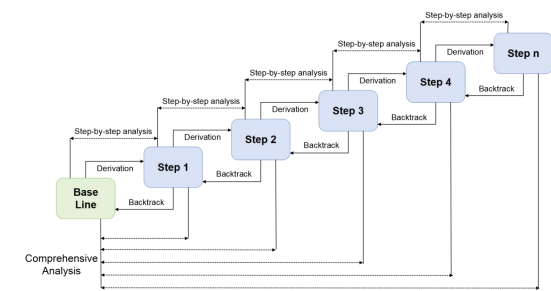 Step-by-step analysis
Step n
Step-by-step analysis
Derivation
Step 4
Backtrack
Step-by-step analysis
Derivation
Step 3
Backtrack
Step-by-step analysis
Derivation
Step 2
Backtrack
Step-by-step analysis
Derivation
Step 1
Backtrack
Derivation
Base
Line
Backtrack
Comprehensive
Analysis